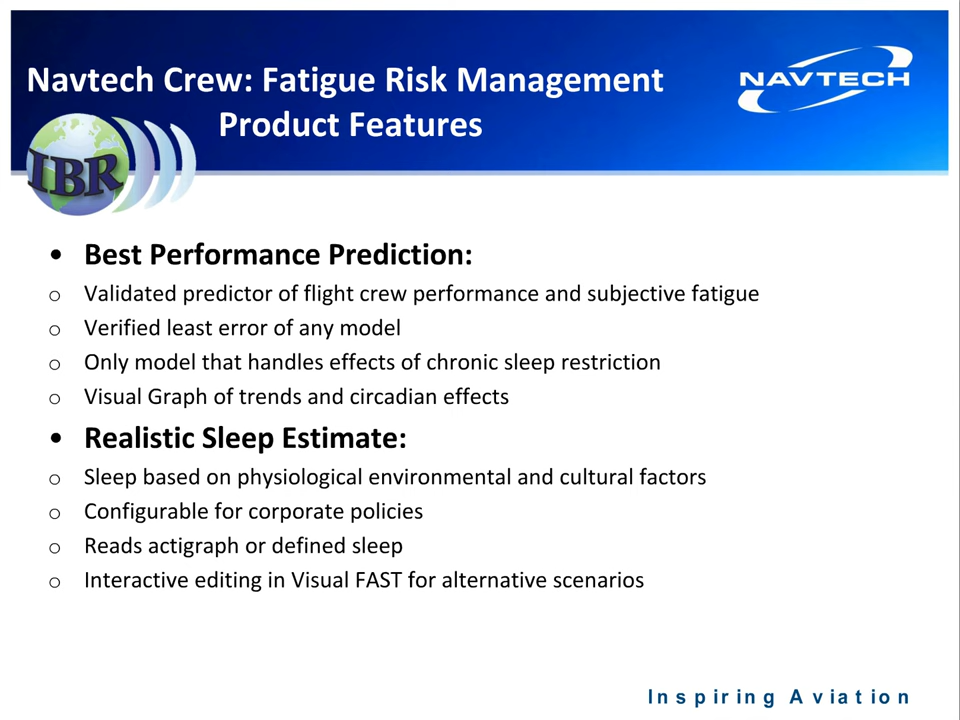 Navtech Crew: Fatigue Risk Management
Product Features
NAVTECH
IBR
• Best Performance Prediction:
o Validated predictor of flight crew performance and subjective fatigue
o Verified least error of any model
o Only model that handles effects of chronic sleep restriction
o Visual Graph of trends and circadian effects
• Realistic Sleep Estimate:
o Sleep based on physiological environmental and cultural factors
o Configurable for corporate policies
o Reads actigraph or defined sleep
o Interactive editing in Visual FAST for alternative scenarios
Inspiring Aviation